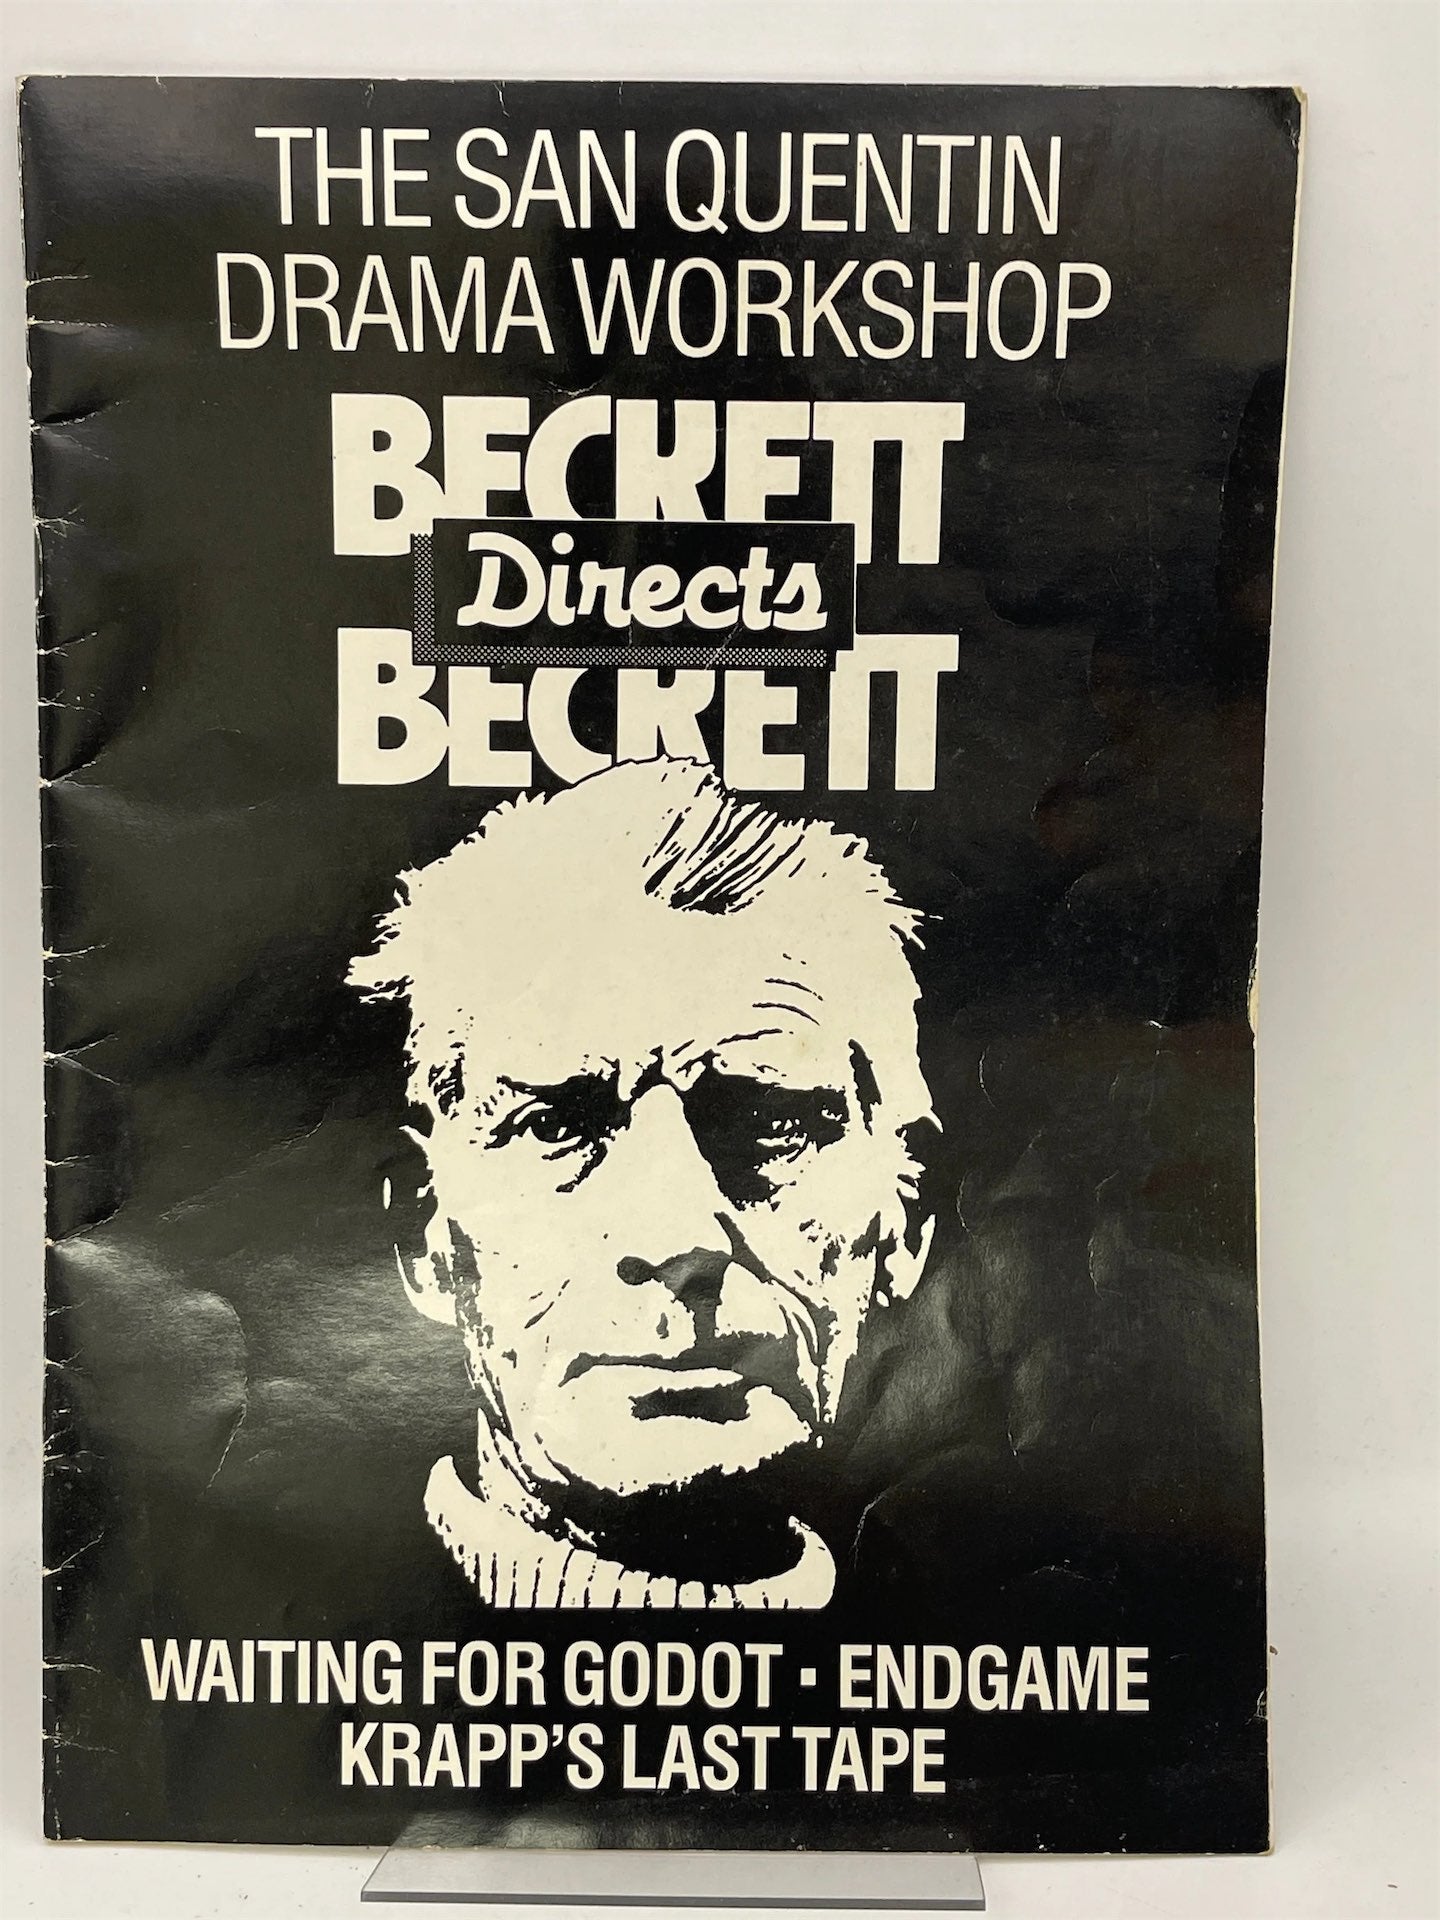 THE SAN QUENTIN
DRAMA WORKSHOP
BECKETT
Directs
BECKETT
WAITING FOR GODOT · ENDGAME
KRAPP'S LAST TAPE